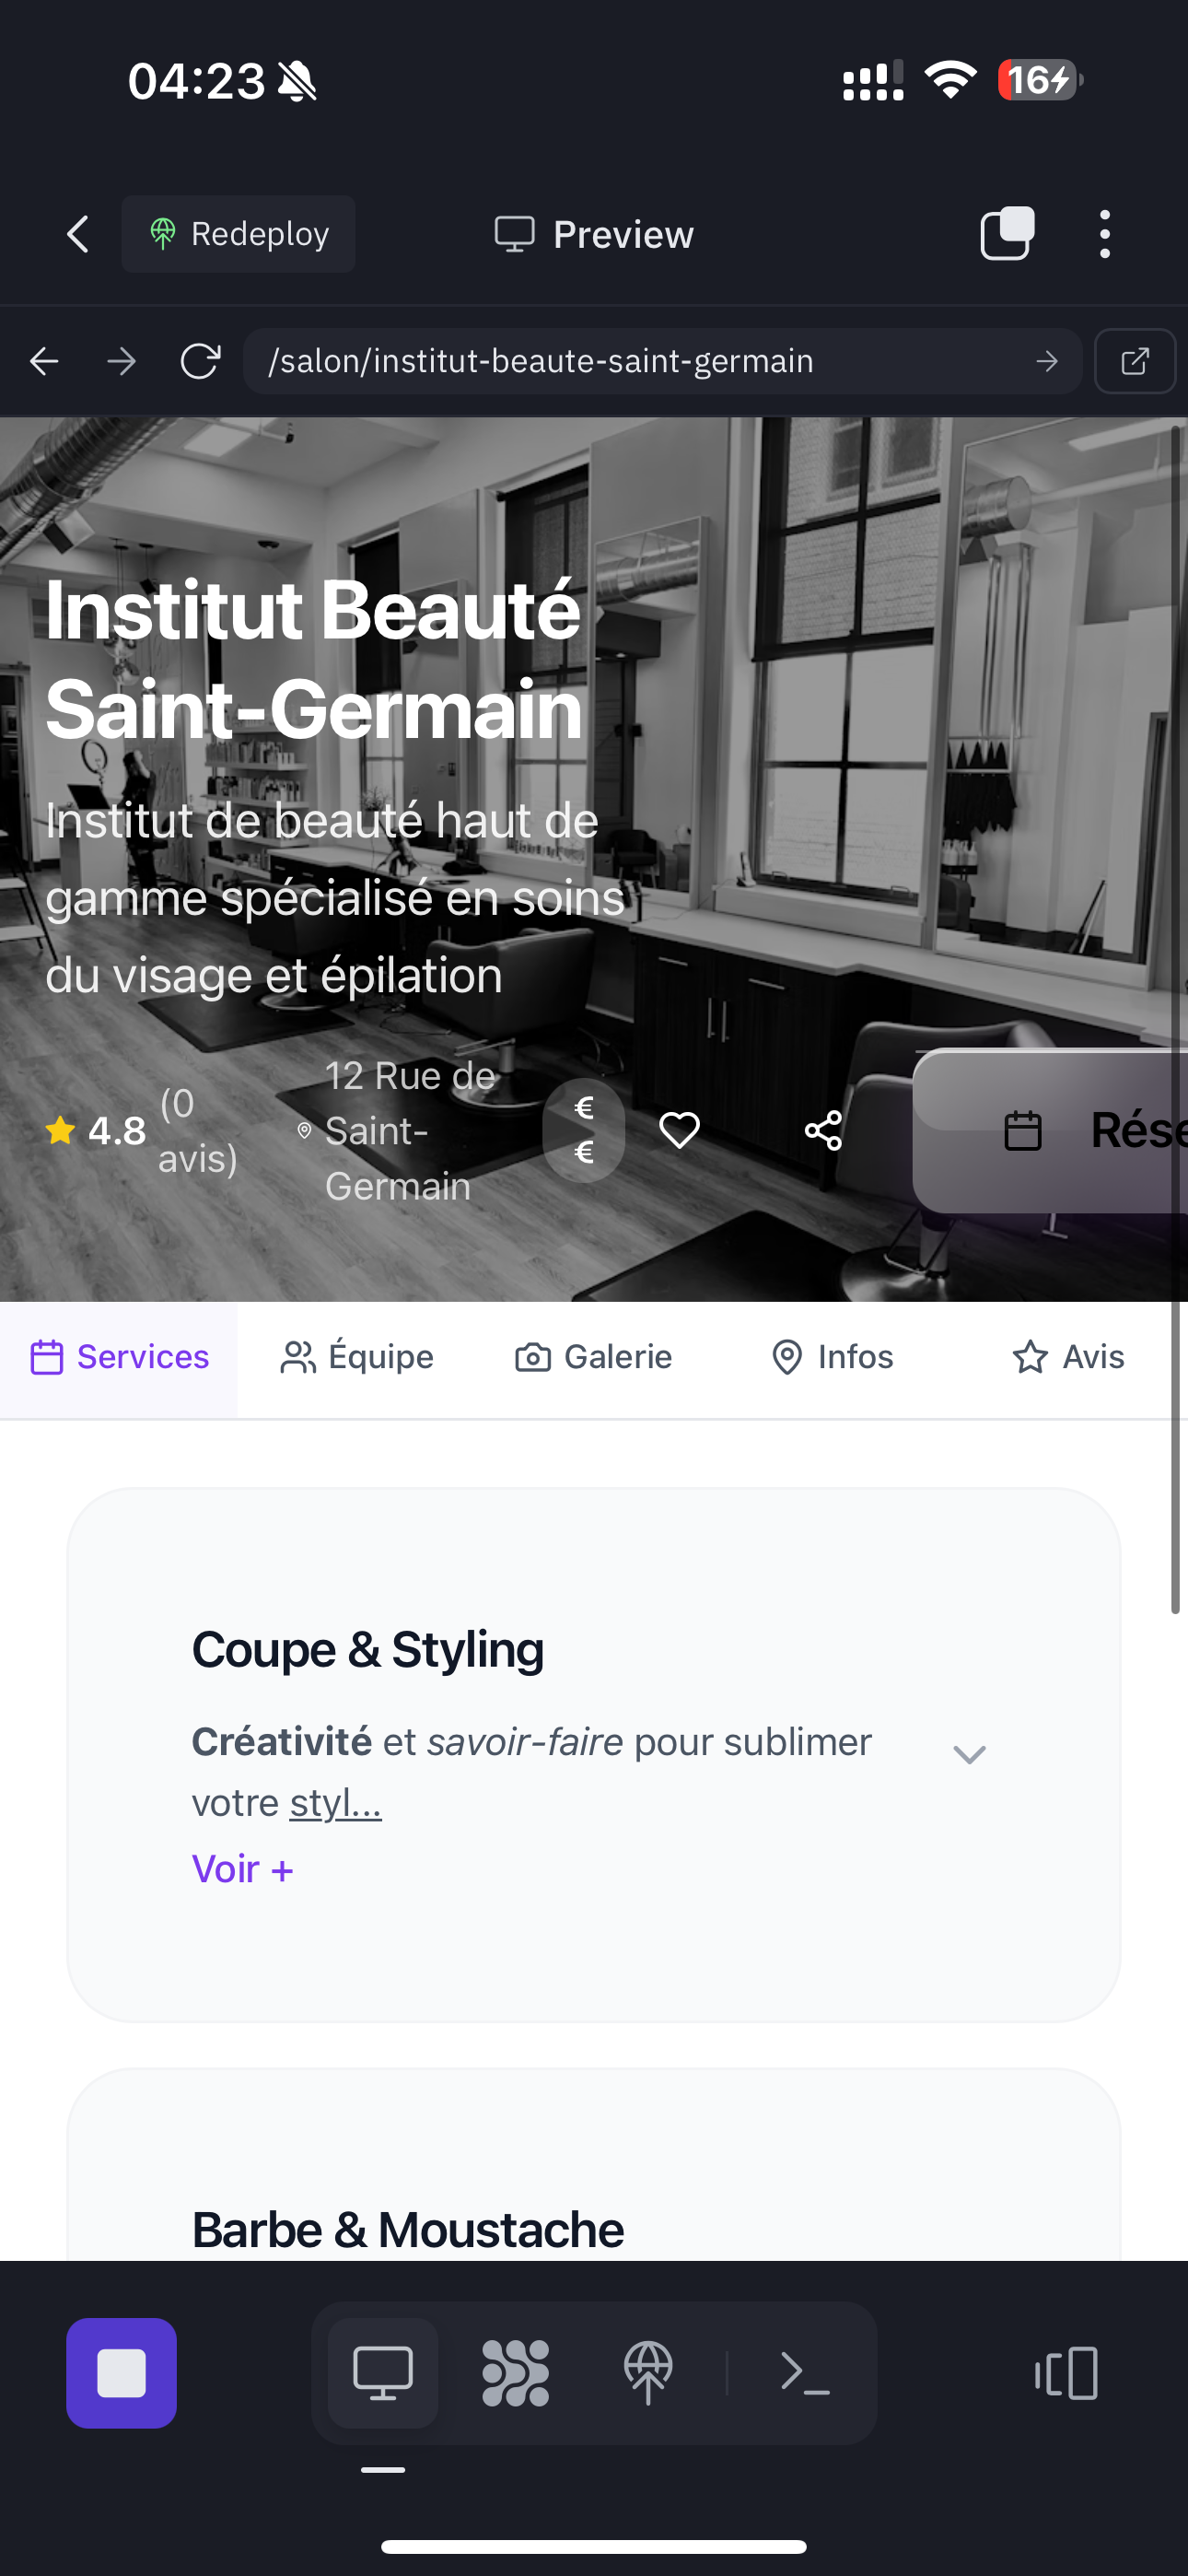 04:23
16
Redeploy
Preview
/salon/institut-beaute-saint-germain
Institut Beauté
Saint-Germain
Institut de beauté haut de
gamme spécialisé en soins
du visage et épilation
4.8
(0
avis)
12 Rue de
Saint-
Germain
€
€
Rése
Services
Équipe
Galerie
Infos
Avis
Coupe & Styling
Créativité et savoir-faire pour sublimer
votre styl...
Voir +
Barbe & Moustache